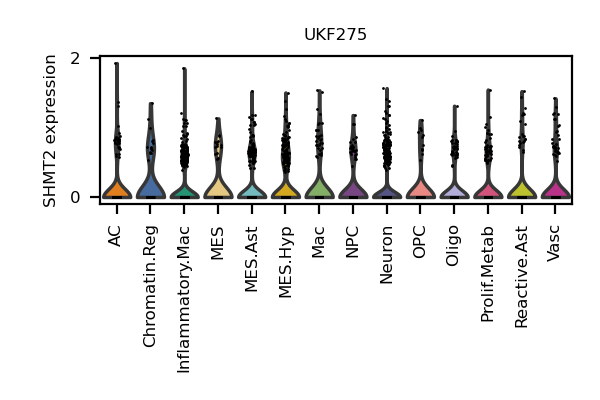 UKF275
SHMT2 expression
2
0
AC
Chromatin.Reg
Inflammatory.Mac
MES
MES.Ast
MES.Hyp
Mac
NPC
Neuron
OPC
Oligo
Prolif.Metab
Reactive.Ast
Vasc